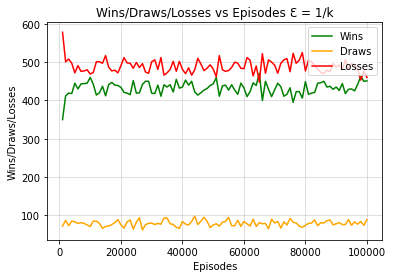 Wins/Draws/Losses vs Episodes Ɛ = 1/k
Wins/Draws/Losses
600
500
400
300
200
100
0
20000
40000
60000
80000
100000
Episodes
Wins
Draws
Losses